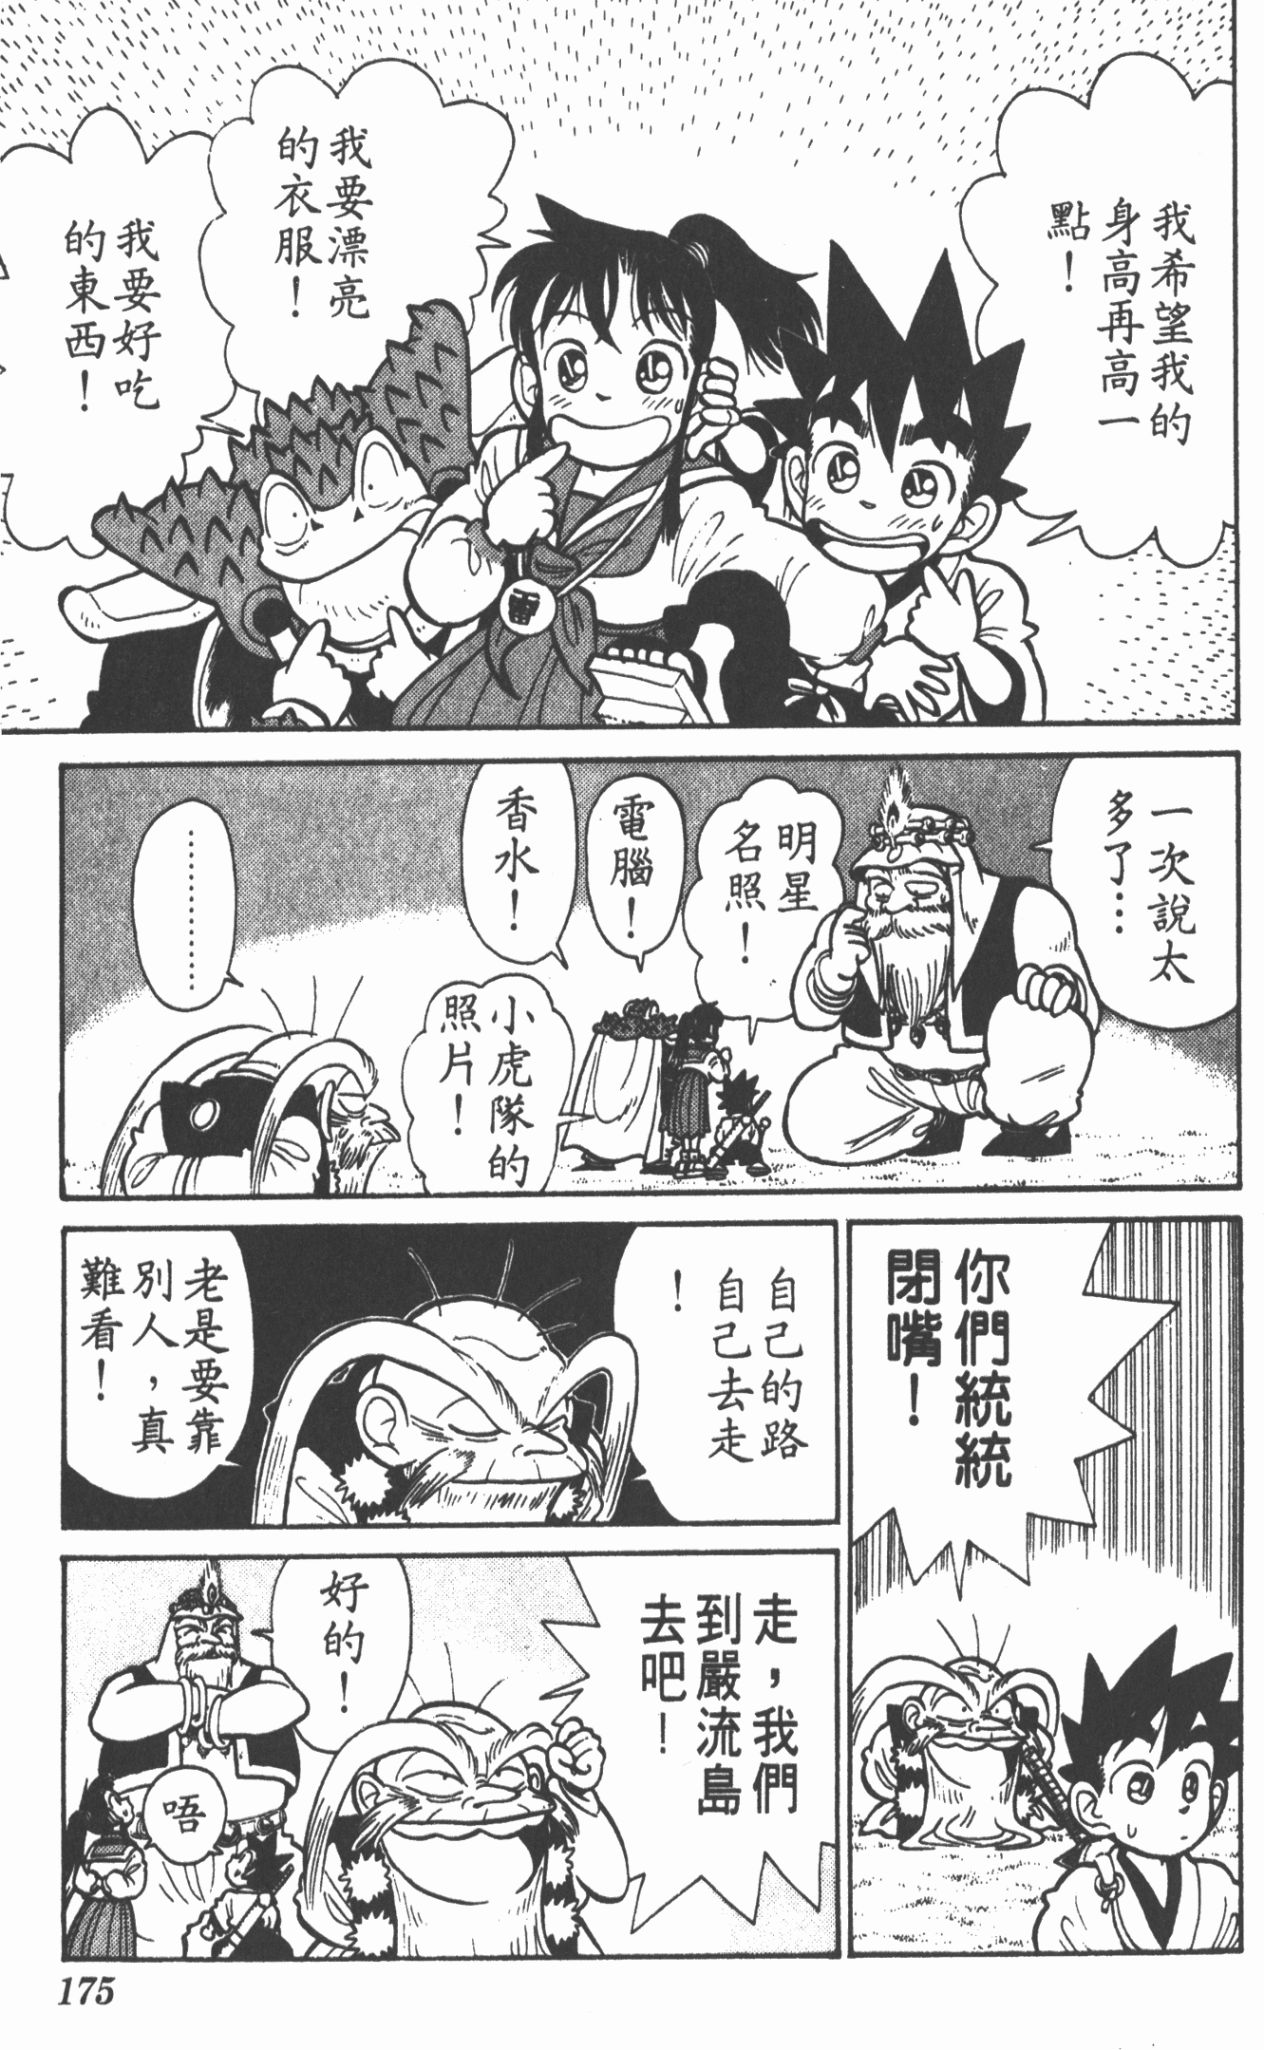 我希望我的
身高再高一
點！
我要漂亮
的衣服！
我要好吃
的東西！
雷
一次說太
多了…
明星
名照！
電腦！
香水！
小虎隊的
照片！
………
你們統統
閉嘴！
自己的路
自己去走
！
老是要靠
別人，真
難看！
走，我們
到嚴流島
去吧！
好的！
唔
175